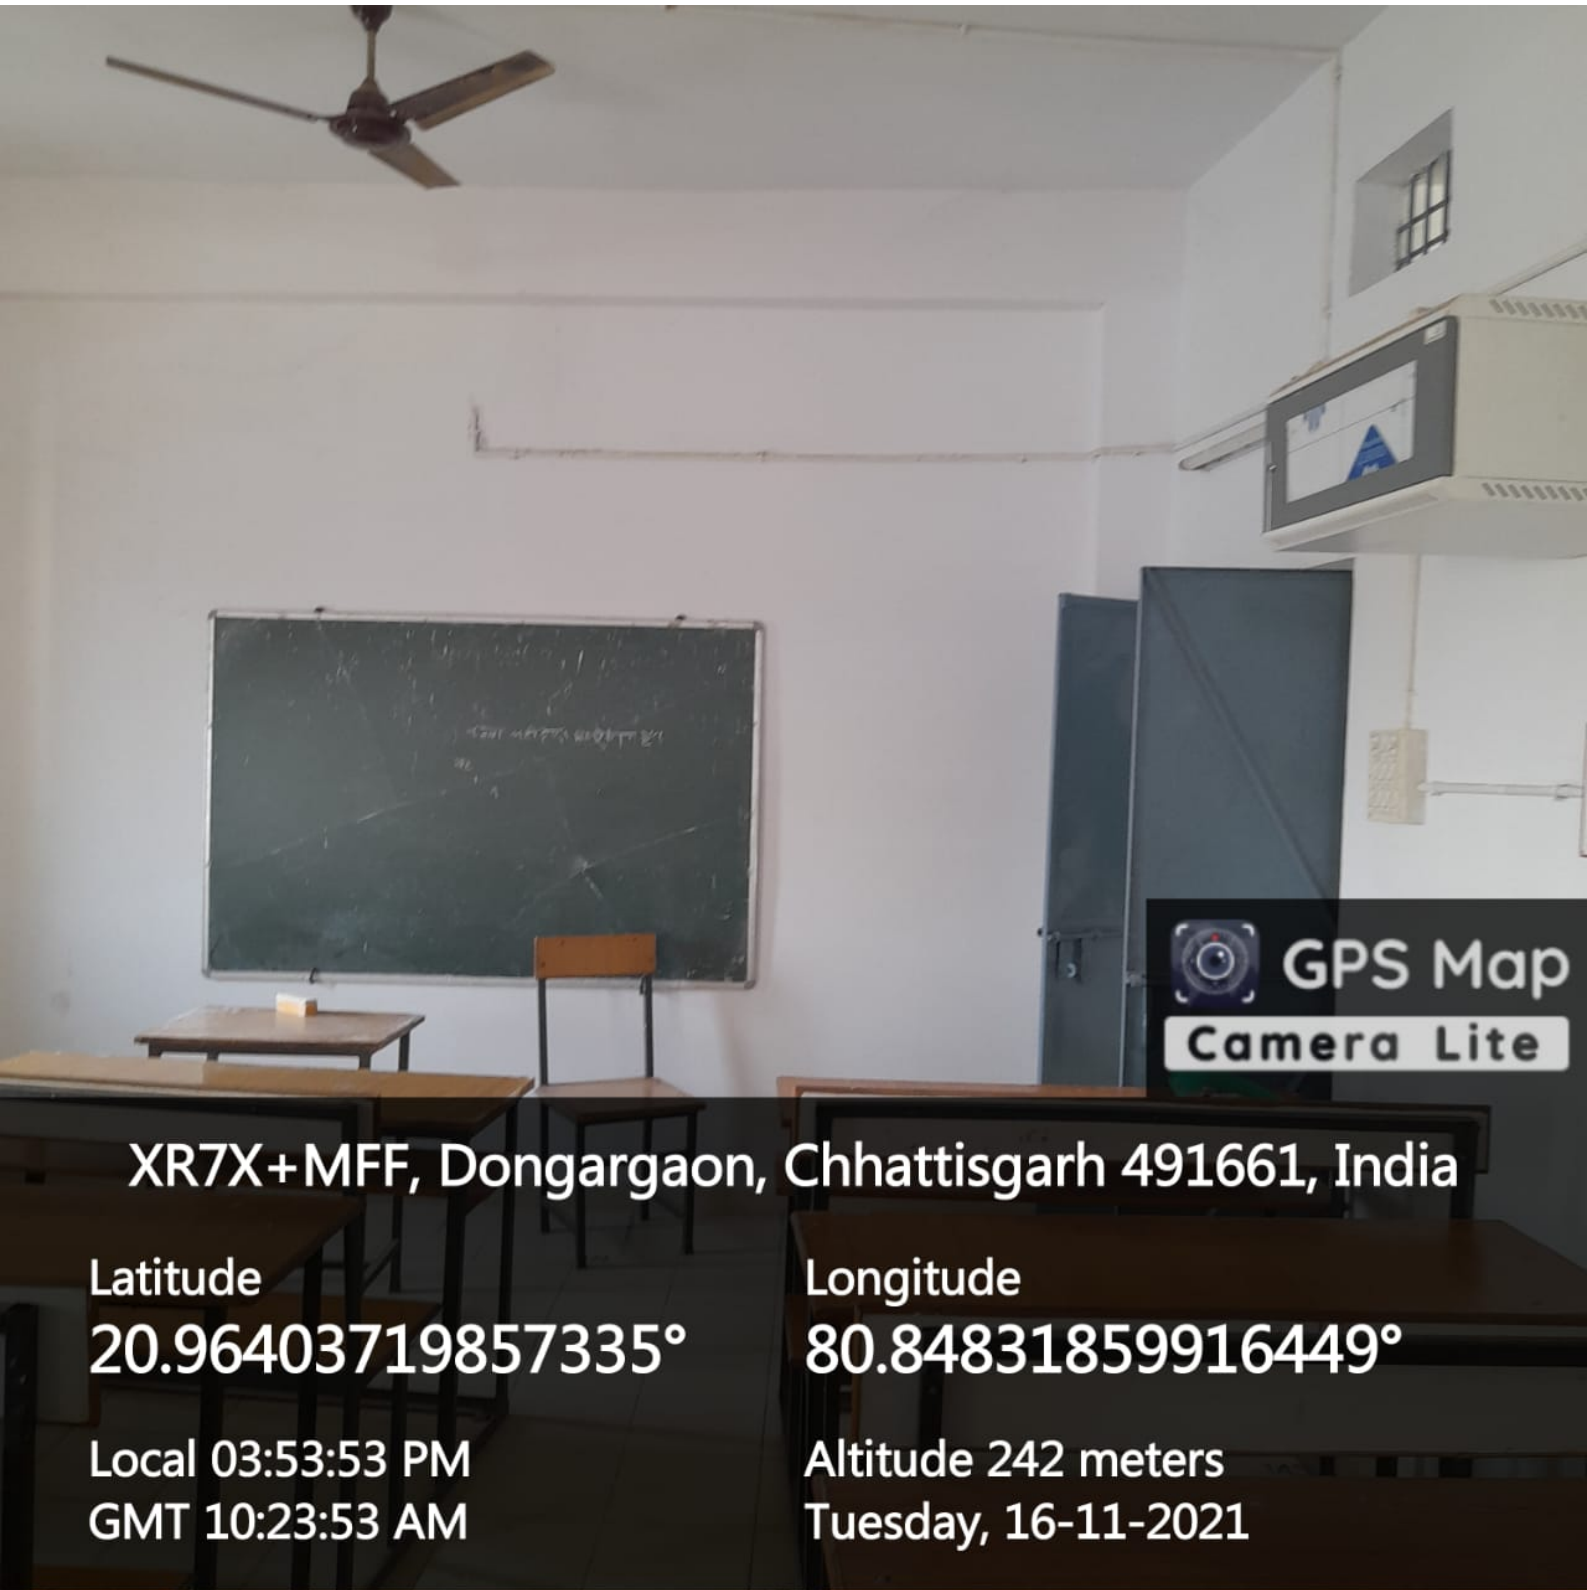 GPS Map
Camera Lite
XR7X+MFF, Dongargaon, Chhattisgarh 491661, India
Latitude
20.96403719857335°
Longitude
80.84831859916449°
Local 03:53:53 PM
GMT 10:23:53 AM
Altitude 242 meters
Tuesday, 16-11-2021